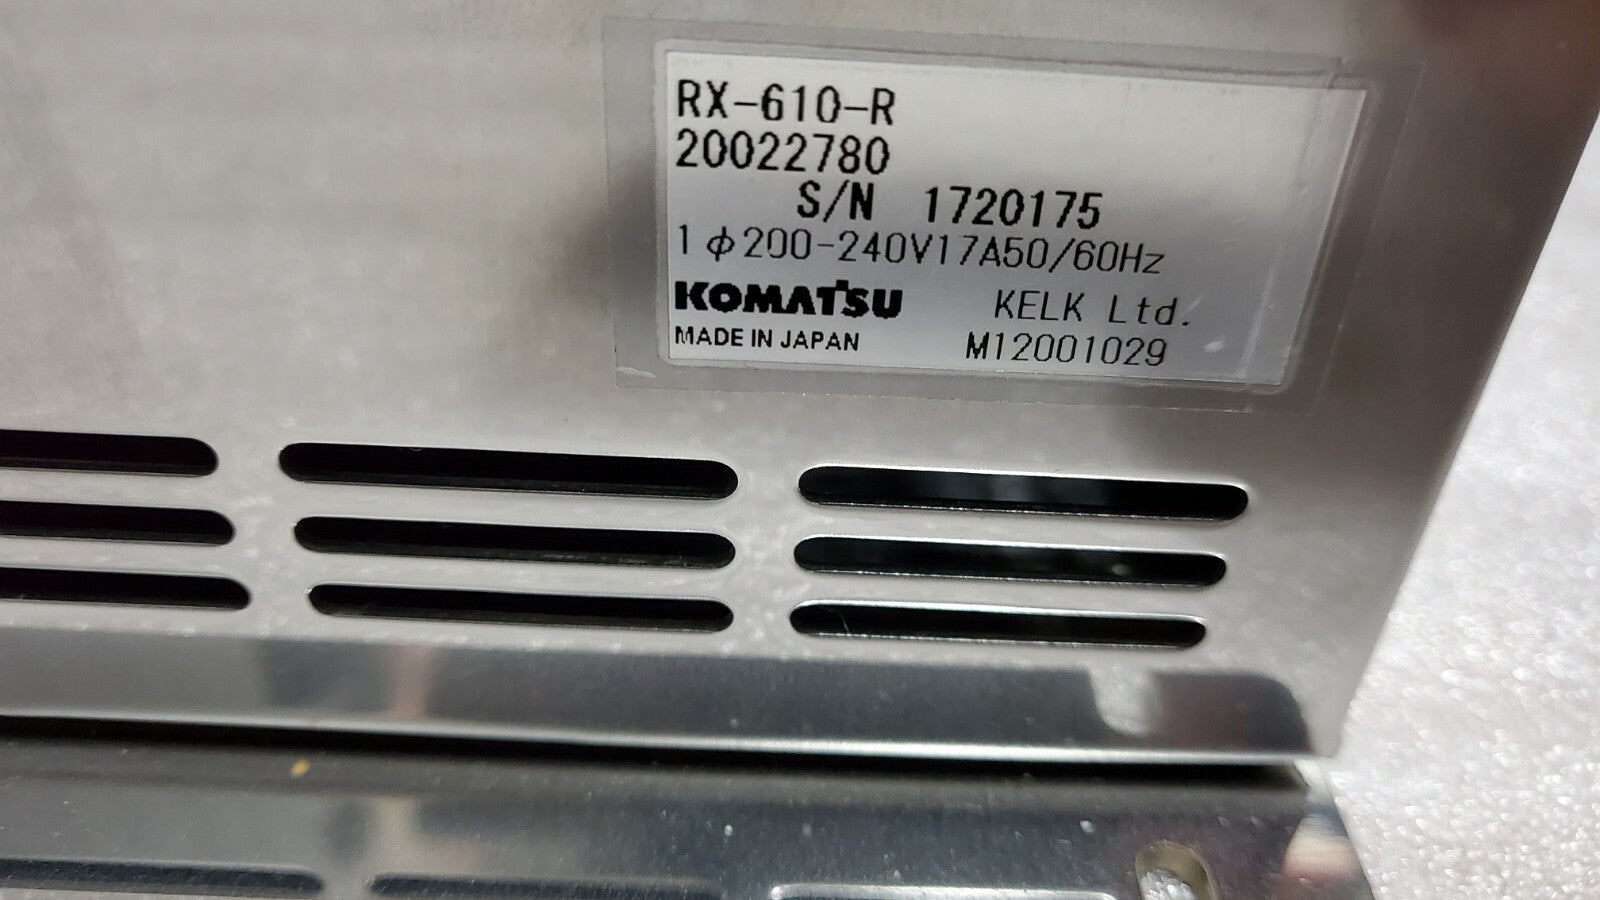 RX-610-R
20022780
S/N 1720175
1φ200-240V17A50/60Hz
KOMATSU KELK Ltd.
MADE IN JAPAN M12001029